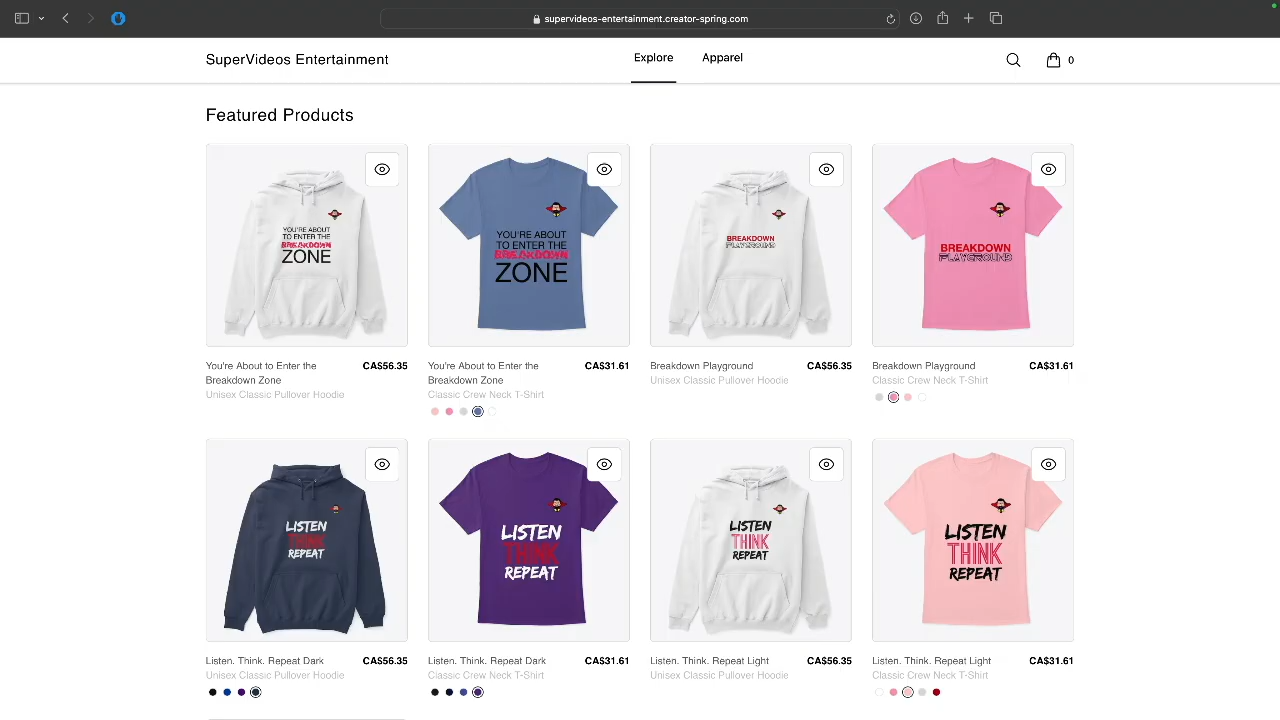 supervideos-entertainment.creator-spring.com
SuperVideos Entertainment
Explore
Apparel
0
Featured Products
YOU'RE ABOUT
TO ENTER THE
BREAKDOWN
ZONE
YOU'RE ABOUT
TO ENTER THE
BREAKDOWN
ZONE
BREAKDOWN
PLAYGROUND
BREAKDOWN
PLAYGROUND
You're About to Enter the
Breakdown Zone
CA$56.35
Unisex Classic Pullover Hoodie
You're About to Enter the
Breakdown Zone
CA$31.61
Classic Crew Neck T-Shirt
Breakdown Playground
CA$56.35
Unisex Classic Pullover Hoodie
Breakdown Playground
CA$31.61
Classic Crew Neck T-Shirt
LISTEN
THINK
REPEAT
LISTEN
THINK
REPEAT
LISTEN
THINK
REPEAT
LISTEN
THINK
REPEAT
Listen. Think. Repeat Dark
CA$56.35
Unisex Classic Pullover Hoodie
Listen. Think. Repeat Dark
CA$31.61
Classic Crew Neck T-Shirt
Listen. Think. Repeat Light
CA$56.35
Unisex Classic Pullover Hoodie
Listen. Think. Repeat Light
CA$31.61
Classic Crew Neck T-Shirt